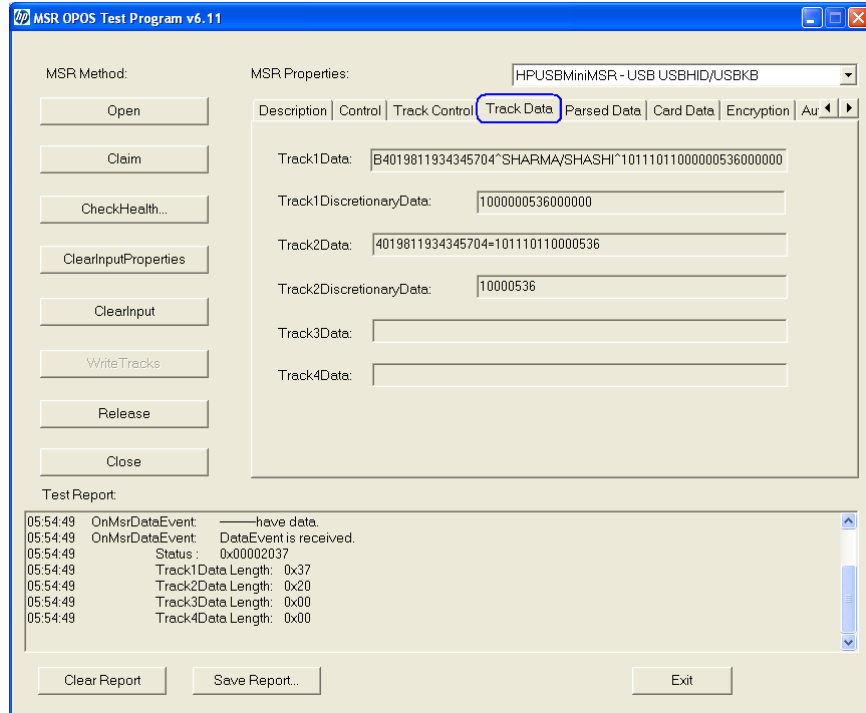 MSR OPOS Test Program v6.11
MSR Method:
MSR Properties:
HPUSBMiniMSR - USB USBHID/USBKB
Open
Claim
CheckHealth...
ClearInputProperties
ClearInput
WriteTracks
Release
Close
Description
Control
Track Control
Track Data
Parsed Data
Card Data
Encryption
Au
Track1Data: B4019811934345704^SHARMA/SHASHI^10111011000000536000000
Track1DiscretionaryData: 1000000536000000
Track2Data: 4019811934345704=101110110000536
Track2DiscretionaryData: 10000536
Track3Data:
Track4Data:
Test Report:
05:54:49 OnMsrDataEvent: ———have data.
05:54:49 OnMsrDataEvent: DataEvent is received.
05:54:49 Status : 0x00002037
05:54:49 Track1Data Length: 0x37
05:54:49 Track2Data Length: 0x20
05:54:49 Track3Data Length: 0x00
05:54:49 Track4Data Length: 0x00
Clear Report
Save Report...
Exit